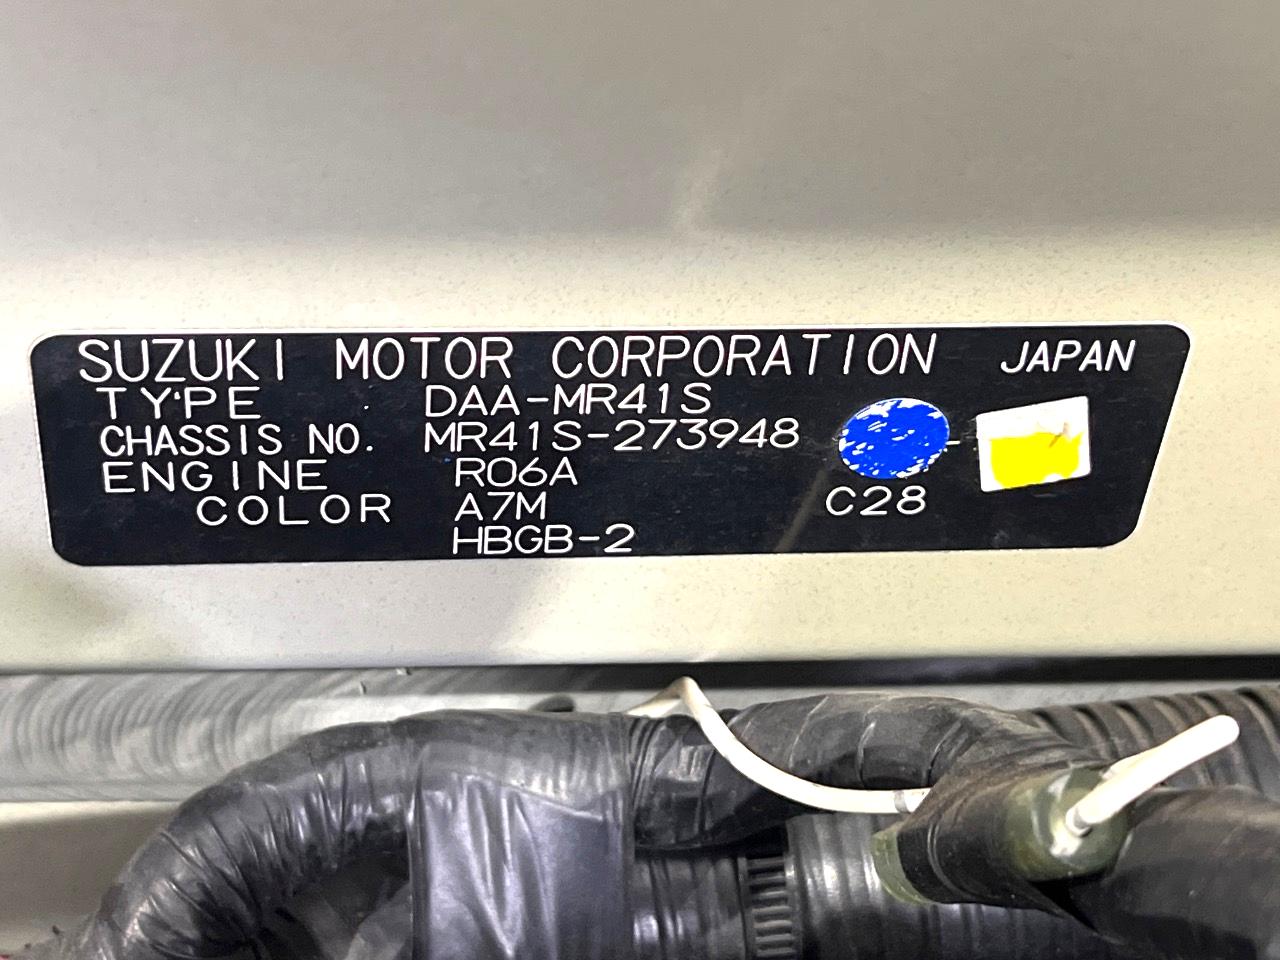 SUZUKI MOTOR CORPORATION JAPAN
TYPE DAA-MR41S
CHASSIS NO. MR41S-273948
ENGINE R06A
COLOR A7M C28
HBGB-2